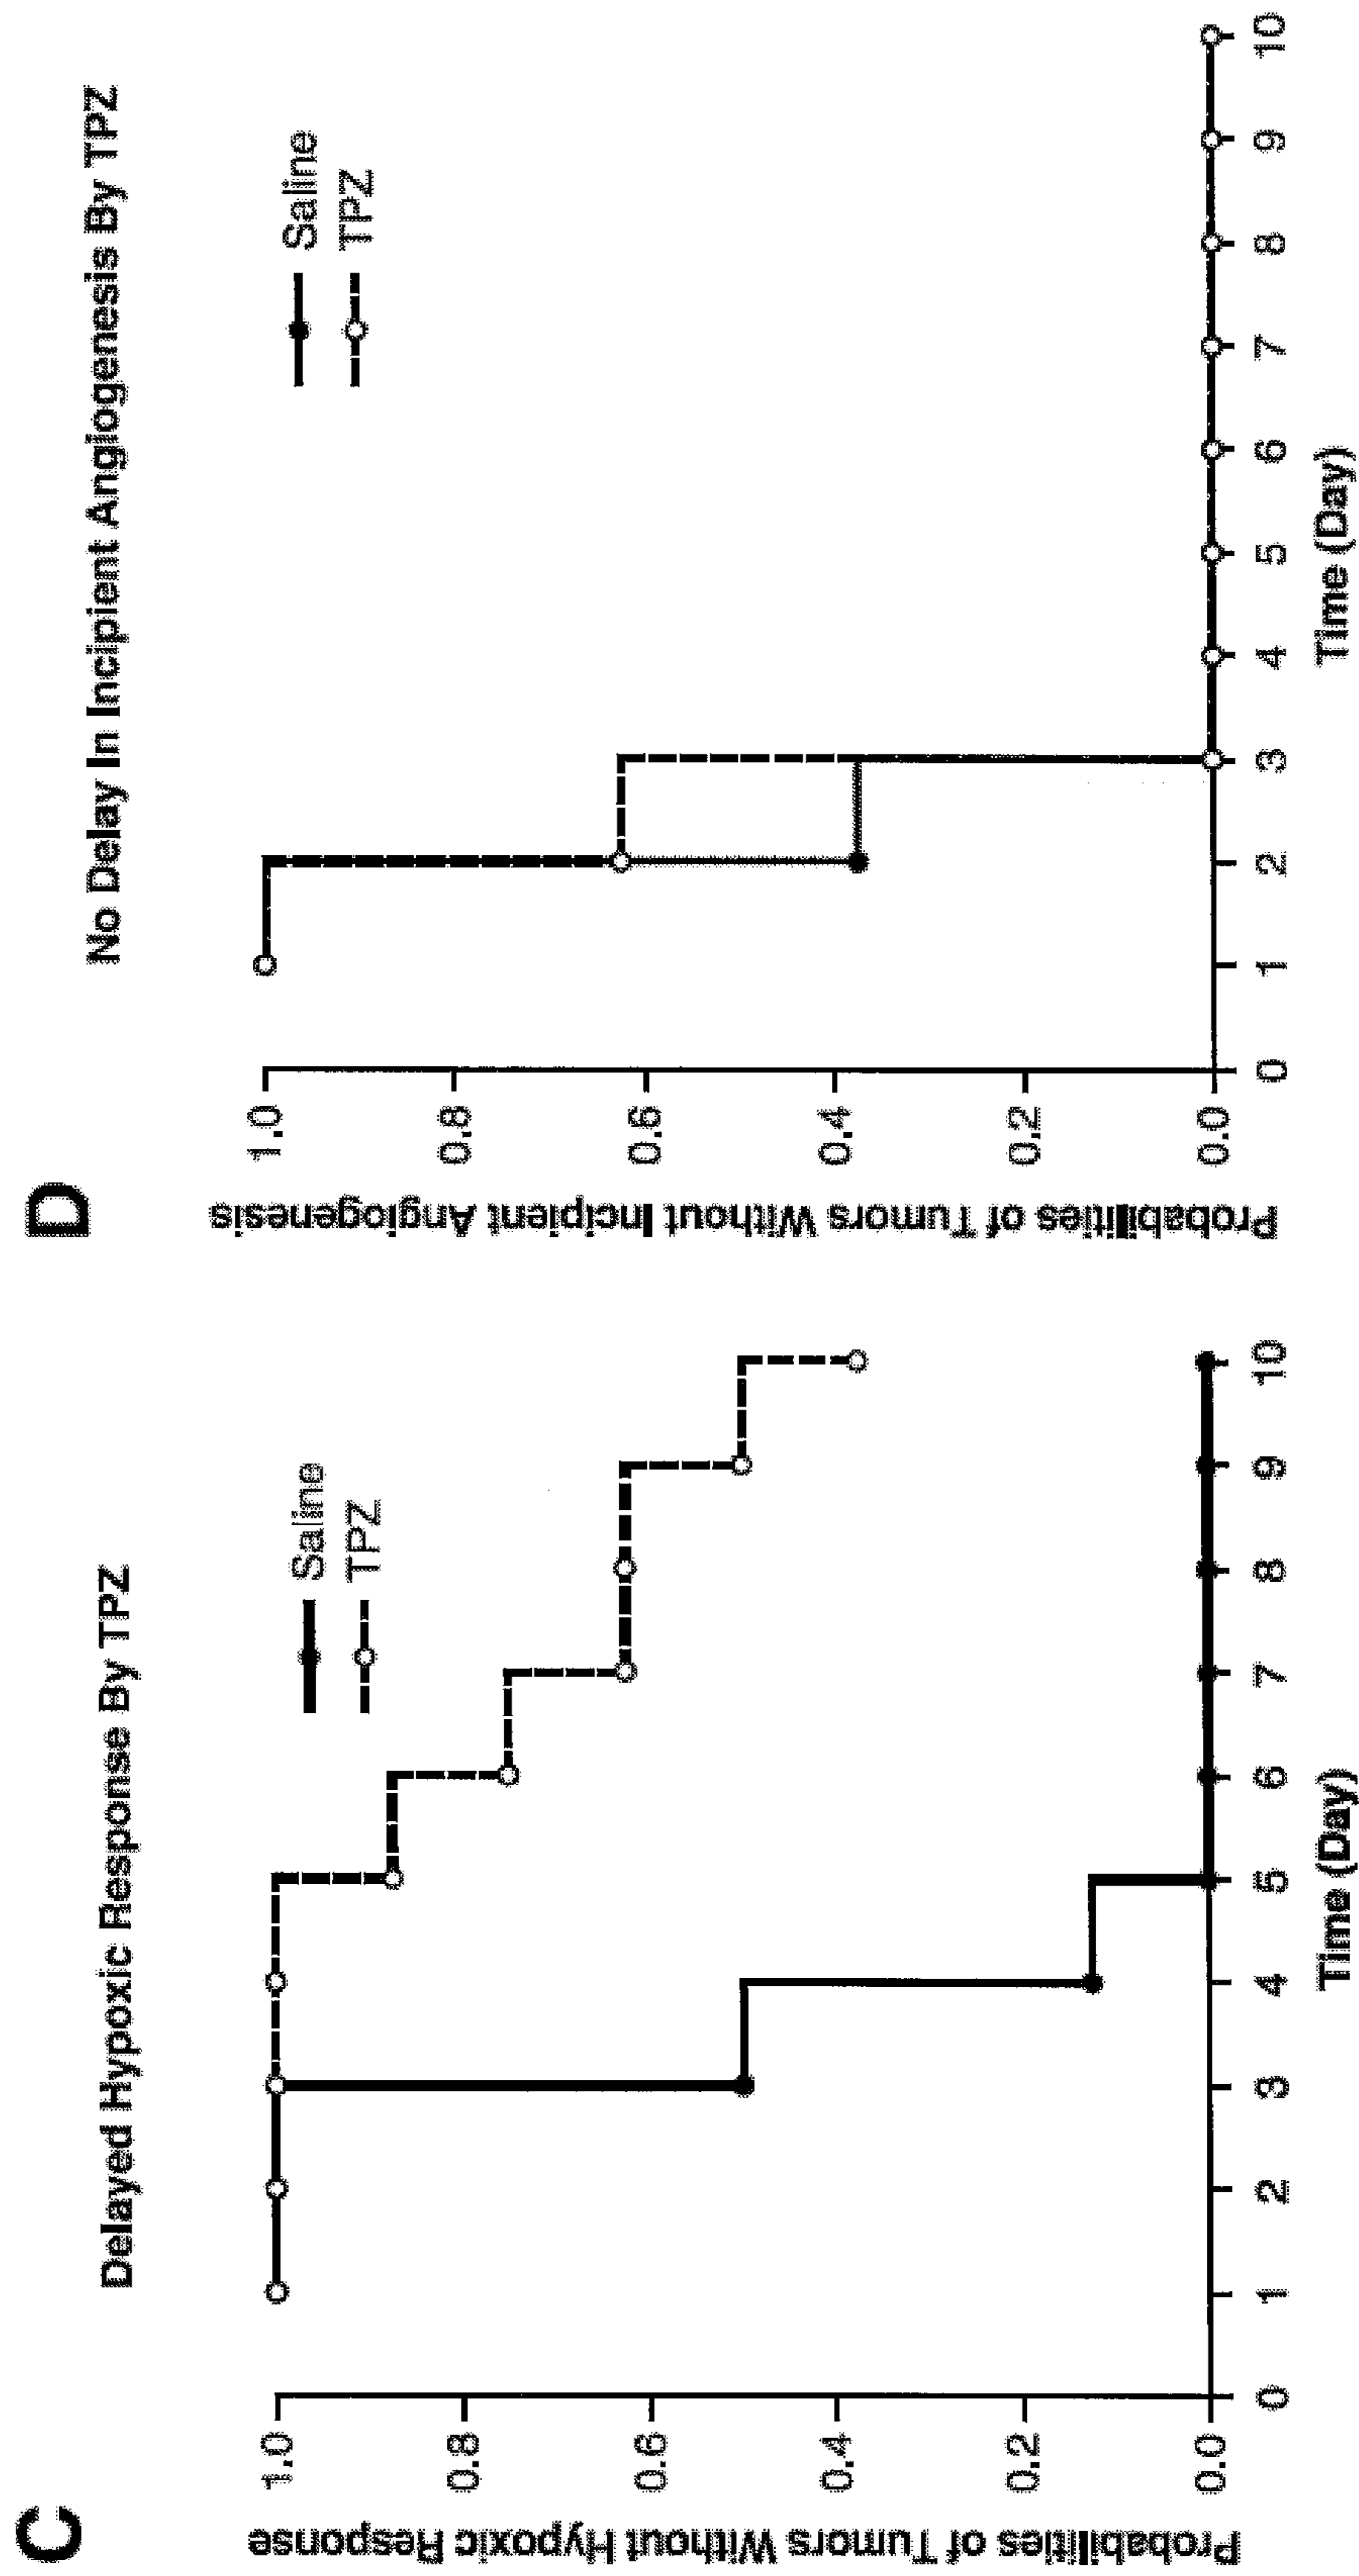 C
Delayed Hypoxic Response By TPZ
Saline
TPZ
Probabilities of Tumors Without Hypoxic Response
1.0
0.8
0.6
0.4
0.2
0.0
0 1 2 3 4 5 6 7 8 9 10
Time (Day)
D
No Delay In Incipient Angiogenesis By TPZ
Saline
TPZ
Probabilities of Tumors Without Incipient Angiogenesis
1.0
0.8
0.6
0.4
0.2
0.0
0 1 2 3 4 5 6 7 8 9 10
Time (Day)